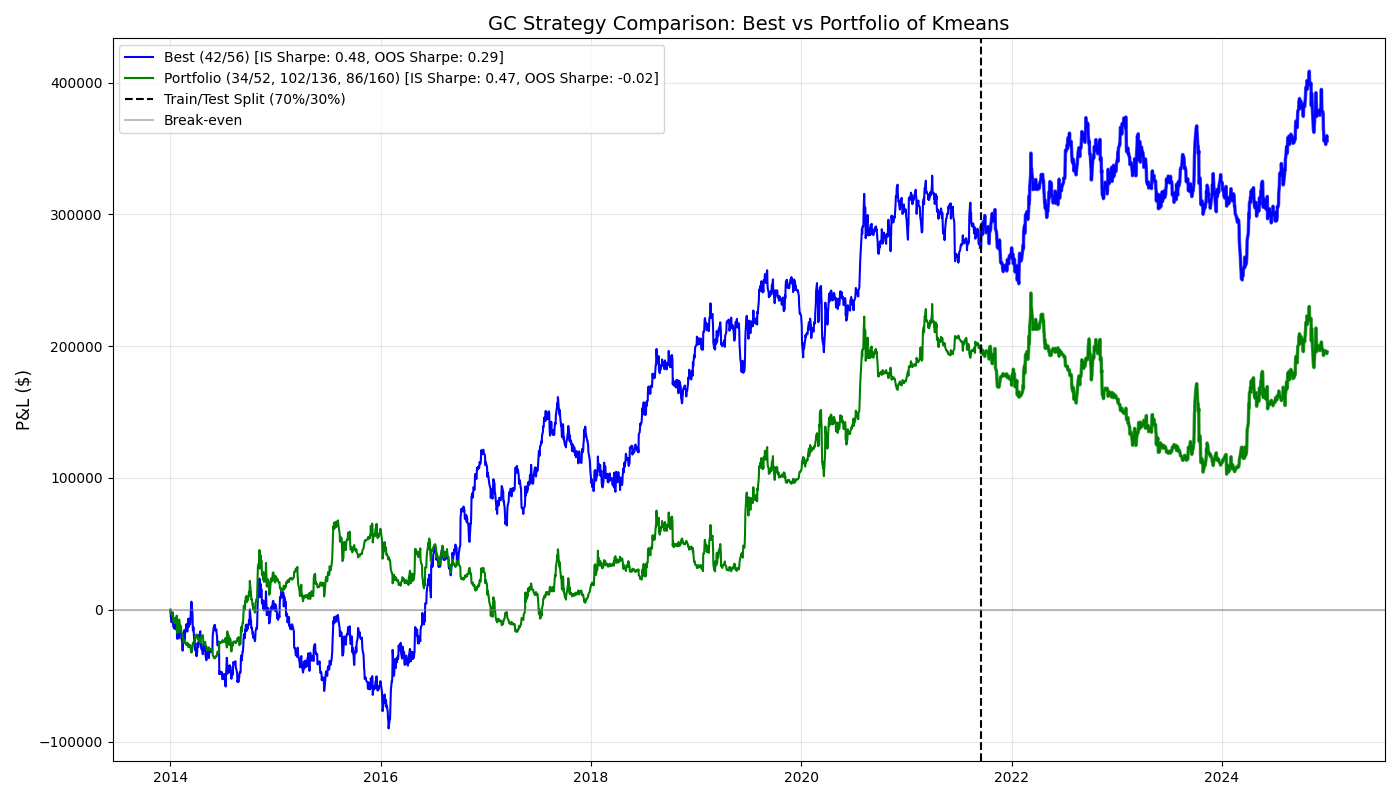 GC Strategy Comparison: Best vs Portfolio of Kmeans
Best (42/56) [IS Sharpe: 0.48, OOS Sharpe: 0.29]
Portfolio (34/52, 102/136, 86/160) [IS Sharpe: 0.47, OOS Sharpe: -0.02]
Train/Test Split (70%/30%)
Break-even
P&L ($)
400000
300000
200000
100000
0
−100000
2014
2016
2018
2020
2022
2024